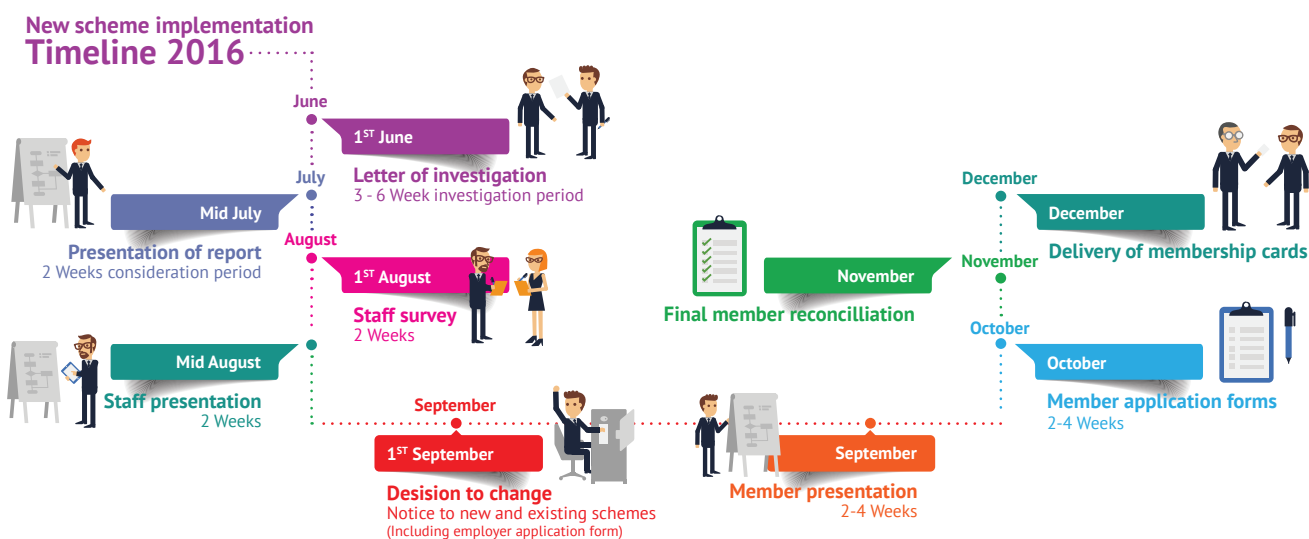 New scheme implementation
Timeline 2016
June
1ST June
Letter of investigation
3 - 6 Week investigation period
July
Mid July
Presentation of report
2 Weeks consideration period
August
1ST August
Staff survey
2 Weeks
Mid August
Staff presentation
2 Weeks
September
1ST September
Desision to change
Notice to new and existing schemes
(Including employer application form)
September
Member presentation
2-4 Weeks
October
October
Member application forms
2-4 Weeks
November
November
Final member reconcilliation
December
December
Delivery of membership cards